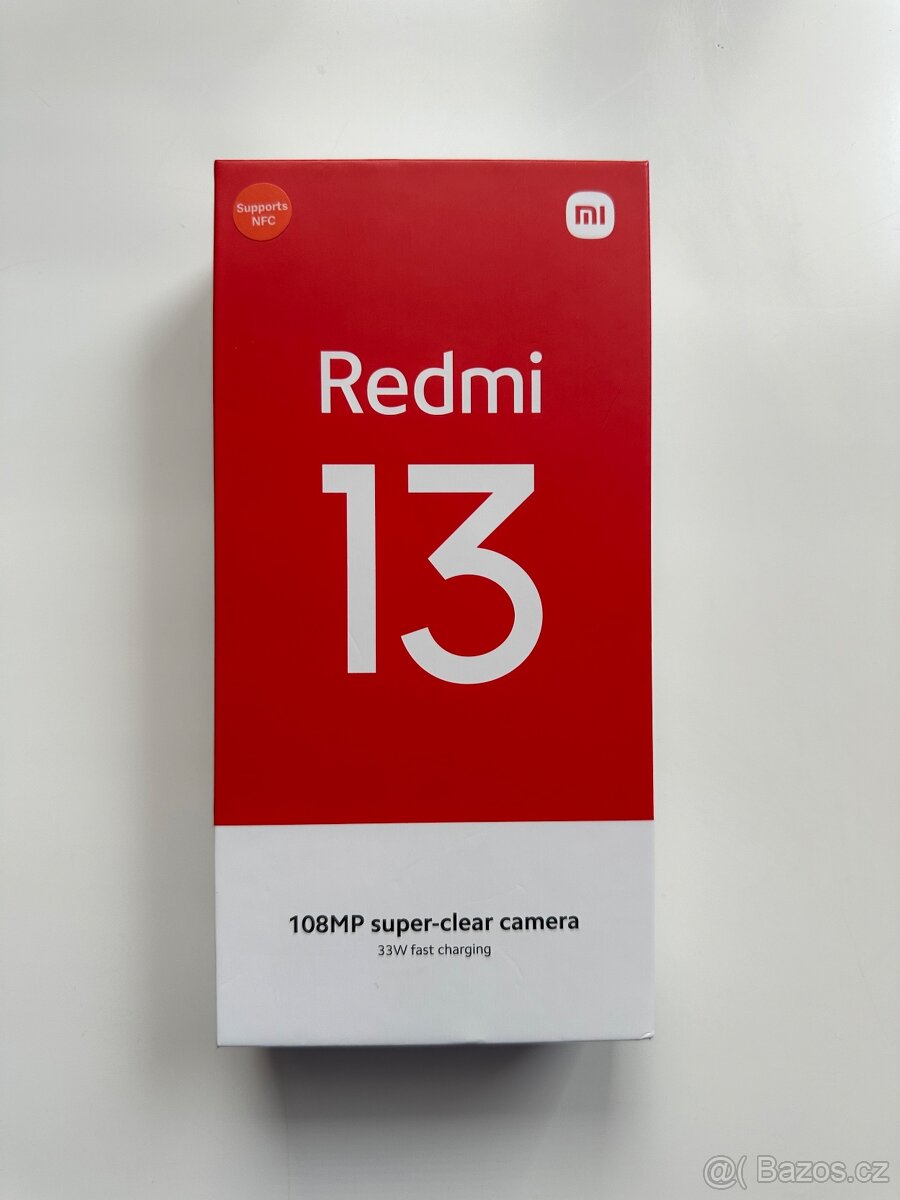 Supports
NFC
mi
Redmi
13
108MP super-clear camera
33W fast charging
@( Bazos.cz